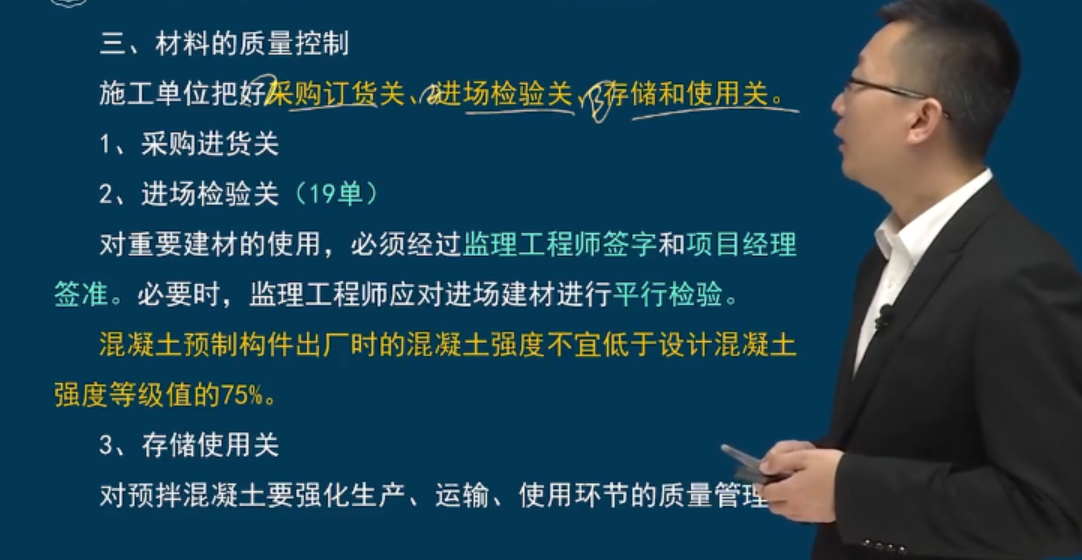 三、材料的质量控制
施工单位把好采购订货关、进场检验关、存储和使用关。
1、采购进货关
2、进场检验关（19单）
对重要建材的使用，必须经过监理工程师签字和项目经理
签准。必要时，监理工程师应对进场建材进行平行检验。
混凝土预制构件出厂时的混凝土强度不宜低于设计混凝土
强度等级值的75%。
3、存储使用关
对预拌混凝土要强化生产、运输、使用环节的质量管理